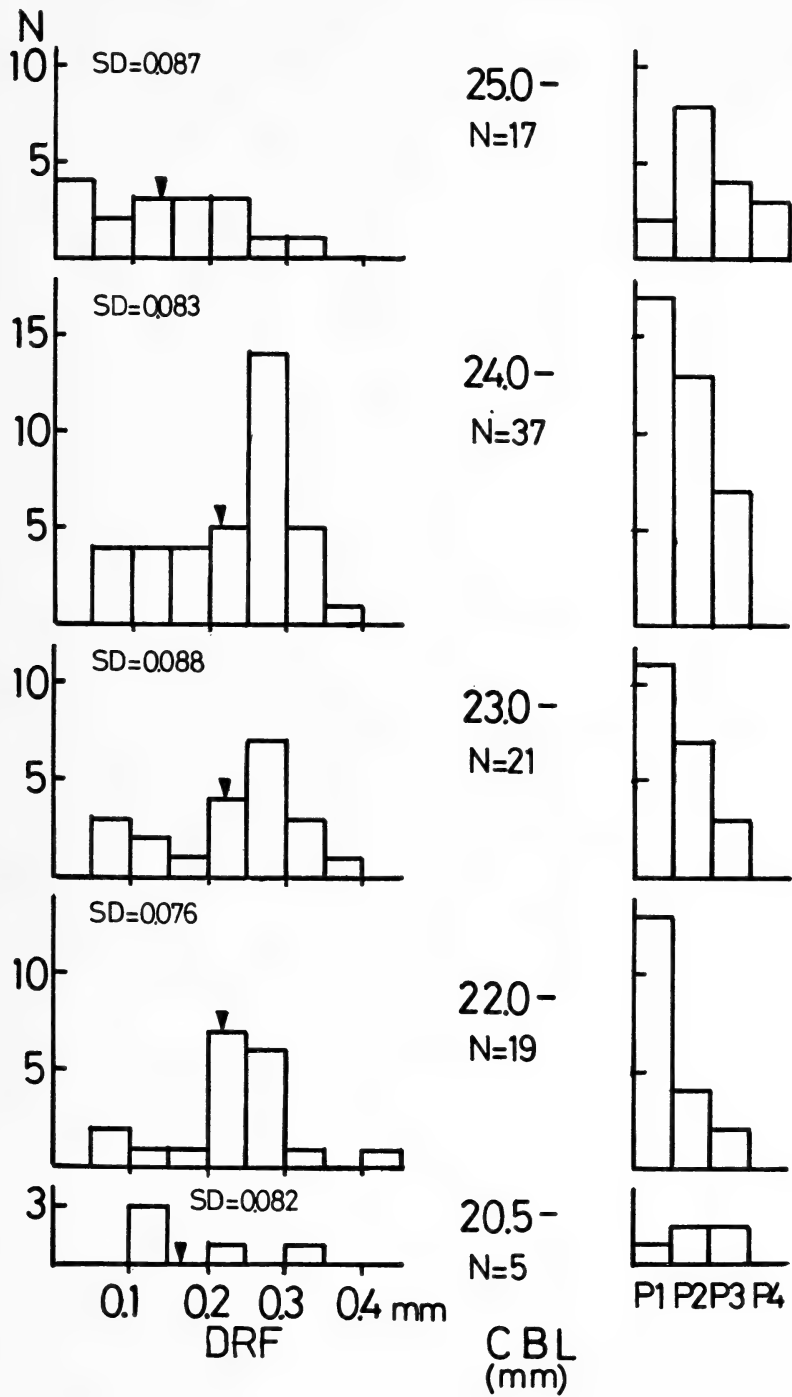 N
10
5
SD=0.087
25.0-
N=17
15
10
5
SD=0.083
24.0-
N=37
10
5
SD=0.088
23.0-
N=21
10
5
SD=0.076
22.0-
N=19
3
SD=0.082
20.5-
N=5
0.1 0.2 0.3 0.4 mm
DRF
CBL
(mm)
P1 P2 P3 P4